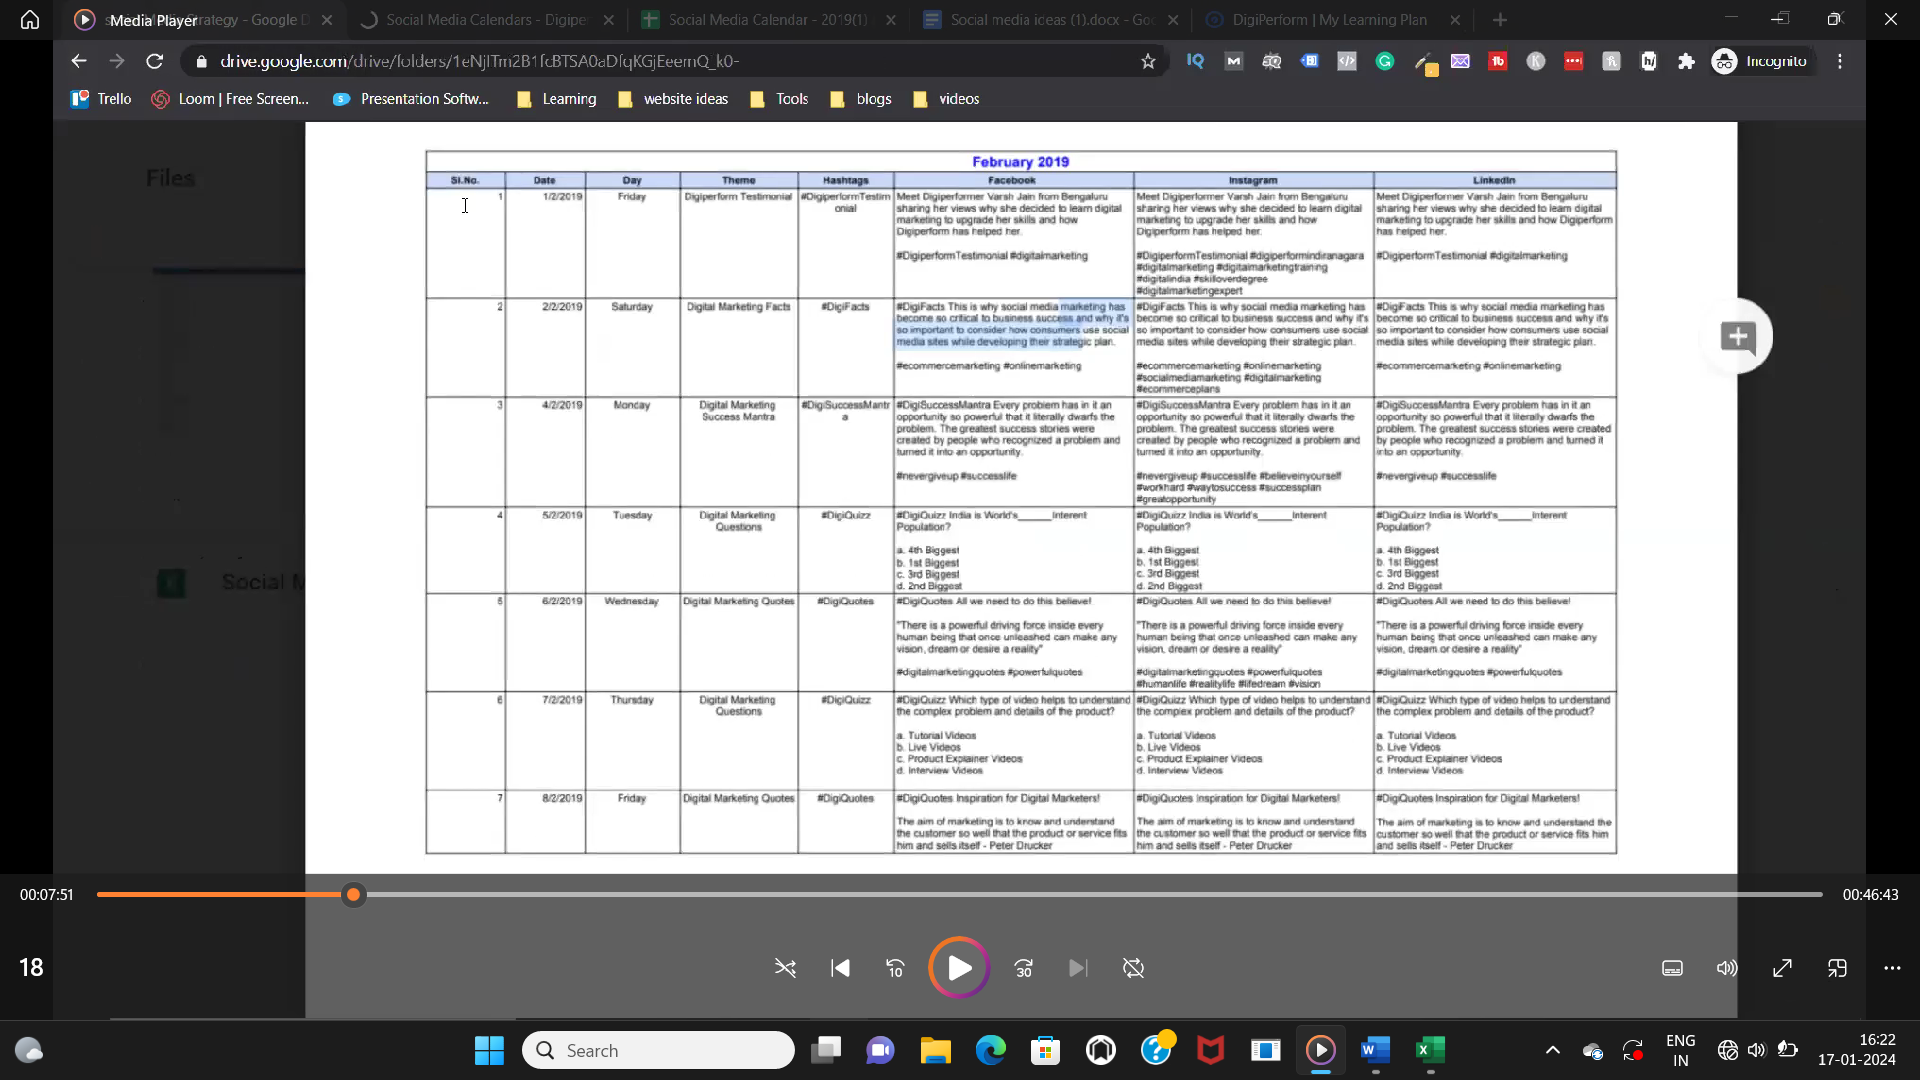 Media Player
Strategy - Google D
Social Media Calendars - Digiper
Social Media Calendar - 2019(1)
Social media ideas (1).docx - Goo
DigiPerform | My Learning Plan
Incognito
Trello
Loom | Free Screen...
Presentation Softw...
Learning
website ideas
Tools
blogs
videos
Files
Social M
February 2019
Sl.No. Date Day Theme Hashtags Facebook Instagram LinkedIn
1 1/2/2019 Friday Digiperform Testimonial #DigiperformTestim
onial
Meet Digiperformer Varsh Jain from Bengaluru
sharing her views why she decided to learn digital
marketing to upgrade her skills and how
Digiperform has helped her.
#DigiperformTestimonial #digitalmarketing
Meet Digiperformer Varsh Jain from Bengaluru
sharing her views why she decided to learn digital
marketing to upgrade her skills and how
Digiperform has helped her.
#DigiperformTestimonial #digiperformindiranagara
#digitalmarketing #digitalmarketingtraining
#digitalindia #skilloverdegree
#digitalmarketingexpert
Meet Digiperformer Varsh Jain from Bengaluru
sharing her views why she decided to learn digital
marketing to upgrade her skills and how Digiperform
has helped her.
#DigiperformTestimonial #digitalmarketing
2 2/2/2019 Saturday Digital Marketing Facts #DigiFacts
#DigiFacts This is why social media marketing has
become so critical to business success and why it's
so important to consider how consumers use social
media sites while developing their strategic plan.
#ecommercemarketing #onlinemarketing
#DigiFacts This is why social media marketing has
become so critical to business success and why it's
so important to consider how consumers use social
media sites while developing their strategic plan.
#ecommercemarketing #onlinemarketing
#socialmediamarketing #digitalmarketing
#ecommerceplans
#DigiFacts This is why social media marketing has
become so critical to business success and why it's
so important to consider how consumers use social
media sites while developing their strategic plan.
#ecommercemarketing #onlinemarketing
3 4/2/2019 Monday Digital Marketing
Success Mantra
#DigiSuccessMantr
a
#DigiSuccessMantra Every problem has in it an
opportunity so powerful that it literally dwarfs the
problem. The greatest success stories were
created by people who recognized a problem and
turned it into an opportunity.
#nevergiveup #successlife
#DigiSuccessMantra Every problem has in it an
opportunity so powerful that it literally dwarfs the
problem. The greatest success stories were
created by people who recognized a problem and
turned it into an opportunity.
#nevergiveup #successlife #believeinyourself
#workhard #waytosuccess #successplan
#greatopportunity
#DigiSuccessMantra Every problem has in it an
opportunity so powerful that it literally dwarfs the
problem. The greatest success stories were created
by people who recognized a problem and turned it
into an opportunity.
#nevergiveup #successlife
4 5/2/2019 Tuesday Digital Marketing
Questions
#DigiQuizz
#DigiQuizz India is World's______Interent
Population?
a. 4th Biggest
b. 1st Biggest
c. 3rd Biggest
d. 2nd Biggest
#DigiQuizz India is World's______Interent
Population?
a. 4th Biggest
b. 1st Biggest
c. 3rd Biggest
d. 2nd Biggest
#DigiQuizz India is World's______Interent
Population?
a. 4th Biggest
b. 1st Biggest
c. 3rd Biggest
d. 2nd Biggest
5 6/2/2019 Wednesday Digital Marketing Quotes #DigiQuotes
#DigiQuotes All we need to do this believe!
"There is a powerful driving force inside every
human being that once unleashed can make any
vision, dream or desire a reality"
#digitalmarketingquotes #powerfulquotes
#DigiQuotes All we need to do this believe!
"There is a powerful driving force inside every
human being that once unleashed can make any
vision, dream or desire a reality"
#digitalmarketingquotes #powerfulquotes
#humanlife #realitylife #lifedream #vision
#DigiQuotes All we need to do this believe!
"There is a powerful driving force inside every
human being that once unleashed can make any
vision, dream or desire a reality"
#digitalmarketingquotes #powerfulquotes
6 7/2/2019 Thursday Digital Marketing
Questions
#DigiQuizz
#DigiQuizz Which type of video helps to understand
the complex problem and details of the product?
a. Tutorial Videos
b. Live Videos
c. Product Explainer Videos
d. Interview Videos
#DigiQuizz Which type of video helps to understand
the complex problem and details of the product?
a. Tutorial Videos
b. Live Videos
c. Product Explainer Videos
d. Interview Videos
#DigiQuizz Which type of video helps to understand
the complex problem and details of the product?
a. Tutorial Videos
b. Live Videos
c. Product Explainer Videos
d. Interview Videos
7 8/2/2019 Friday Digital Marketing Quotes #DigiQuotes
#DigiQuotes Inspiration for Digital Marketers!
The aim of marketing is to know and understand
the customer so well that the product or service fits
him and sells itself - Peter Drucker
#DigiQuotes Inspiration for Digital Marketers!
The aim of marketing is to know and understand
the customer so well that the product or service fits
him and sells itself - Peter Drucker
#DigiQuotes Inspiration for Digital Marketers!
The aim of marketing is to know and understand the
customer so well that the product or service fits him
and sells itself - Peter Drucker
00:07:51
00:46:43
18
10
30
Search
ENG
IN
16:22
17-01-2024